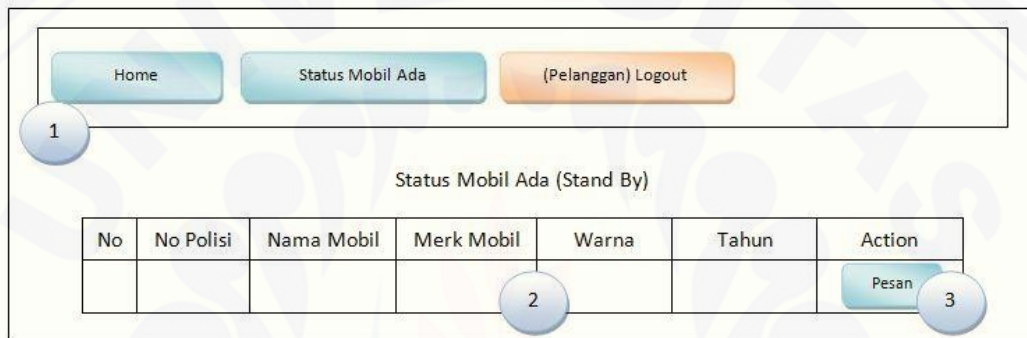 Home Status Mobil Ada (Pelanggan) Logout
1
Status Mobil Ada (Stand By)
No No Polisi Nama Mobil Merk Mobil Warna Tahun Action
Pesan
2 3